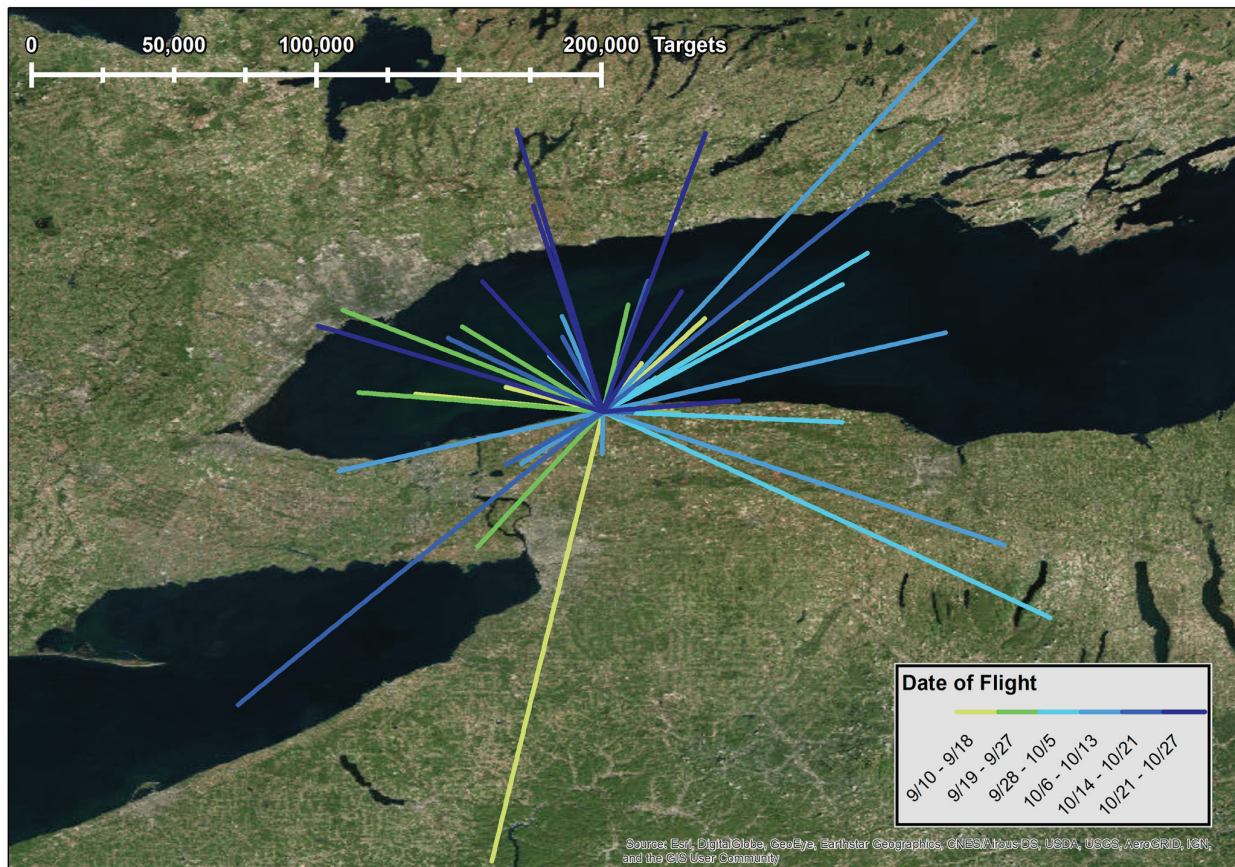 0 50,000 100,000 200,000 Targets
Date of Flight
9/10 - 9/18
9/19 - 9/27
9/28 - 10/5
10/6 - 10/13
10/14 - 10/21
10/21 - 10/27
Source: Esri, DigitalGlobe, GeoEye, Earthstar Geographics, CNES/Airbus DS, USDA, USGS, AeroGRID, IGN,
and the GIS User Community